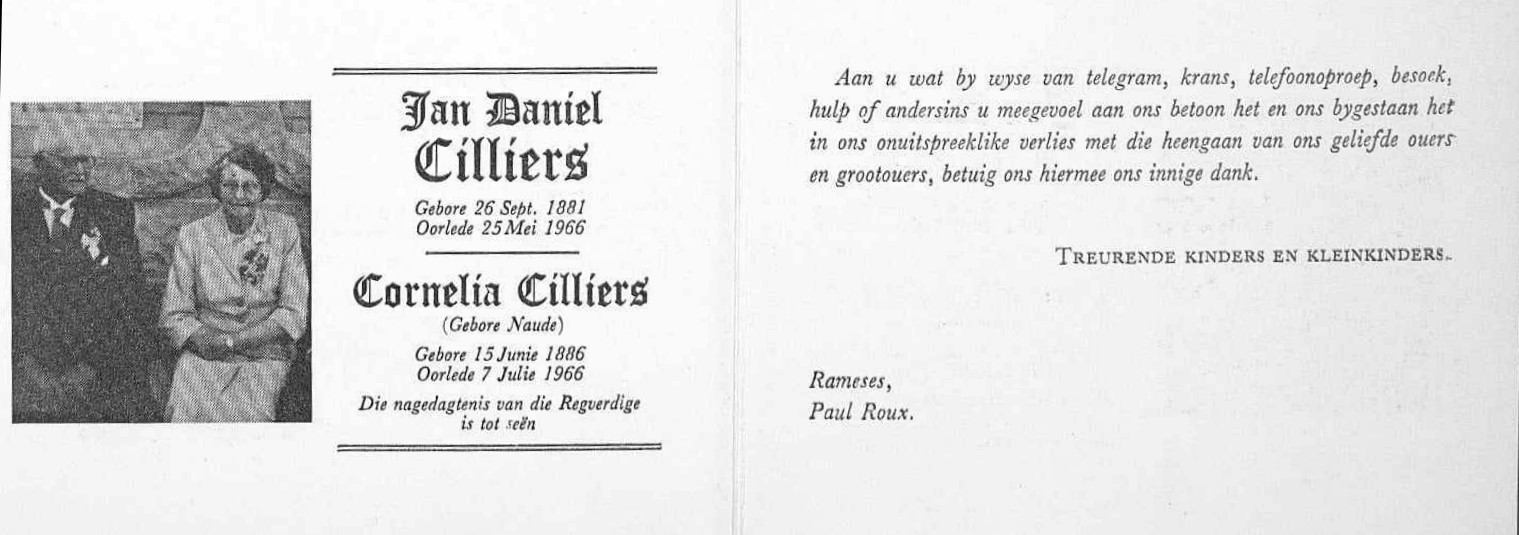 Jan Daniel
Cilliers
Gebore 26 Sept. 1881
Oorlede 25 Mei 1966
Cornelia Cilliers
(Gebore Naude)
Gebore 15 Junie 1886
Oorlede 7 Julie 1966
Die nagedagtenis van die Regverdige
is tot seën
Aan u wat by wyse van telegram, krans, telefoonoproep, besoek,
hulp of andersins u meegevoel aan ons betoon het en ons bygestaan het
in ons onuitspreeklike verlies met die heengaan van ons geliefde ouers
en grootouers, betuig ons hiermee ons innige dank.
TREURENDE KINDERS EN KLEINKINDERS.
Rameses,
Paul Roux.